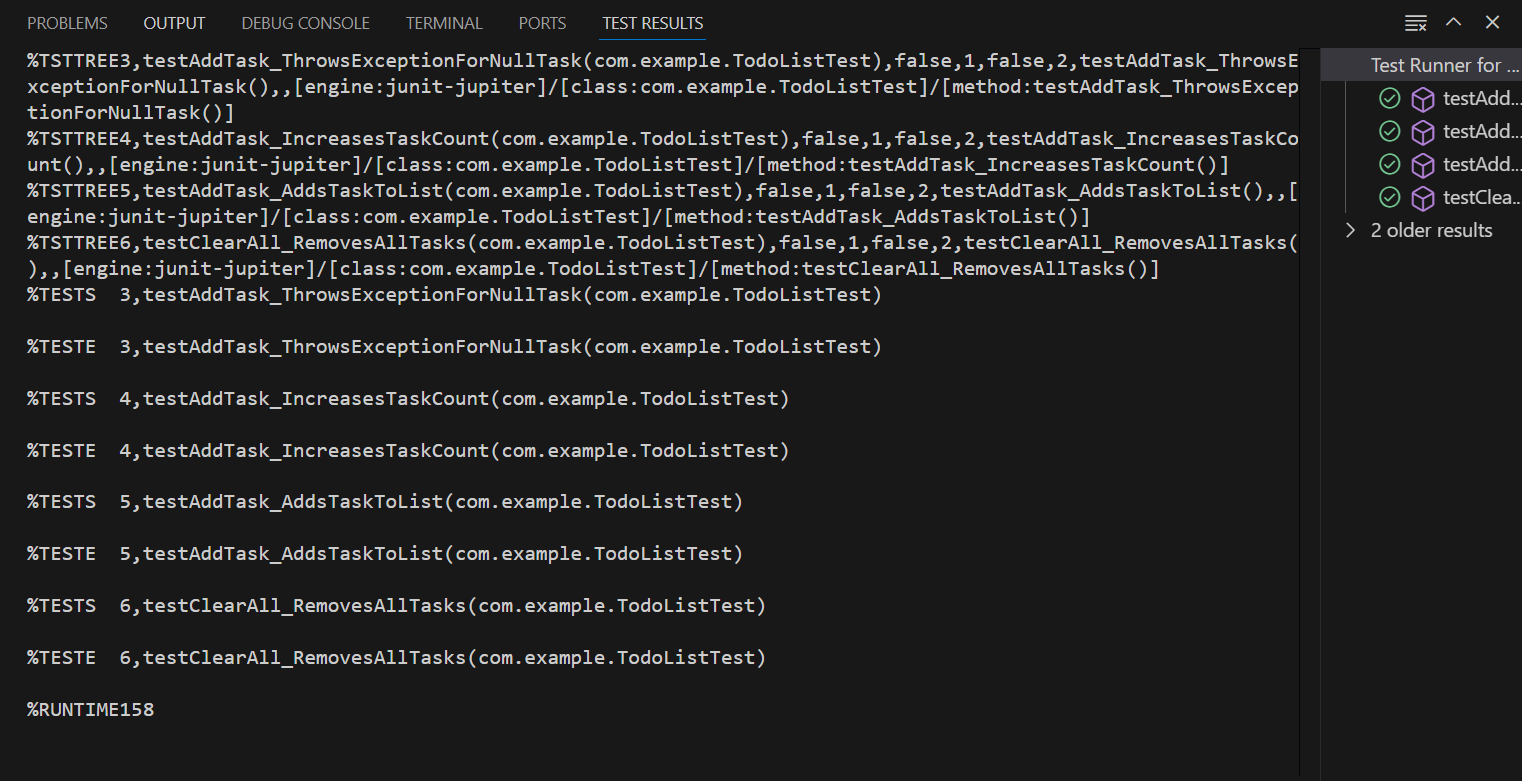 PROBLEMS OUTPUT DEBUG CONSOLE TERMINAL PORTS TEST RESULTS
%TSTTREE3,testAddTask_ThrowsExceptionForNullTask(com.example.TodoListTest),false,1,false,2,testAddTask_ThrowsE
xceptionForNullTask(),,[engine:junit-jupiter]/[class:com.example.TodoListTest]/[method:testAddTask_ThrowsExcep
tionForNullTask()]
%TSTTREE4,testAddTask_IncreasesTaskCount(com.example.TodoListTest),false,1,false,2,testAddTask_IncreasesTaskCo
unt(),,[engine:junit-jupiter]/[class:com.example.TodoListTest]/[method:testAddTask_IncreasesTaskCount()]
%TSTTREE5,testAddTask_AddsTaskToList(com.example.TodoListTest),false,1,false,2,testAddTask_AddsTaskToList(),,[
engine:junit-jupiter]/[class:com.example.TodoListTest]/[method:testAddTask_AddsTaskToList()]
%TSTTREE6,testClearAll_RemovesAllTasks(com.example.TodoListTest),false,1,false,2,testClearAll_RemovesAllTasks(
),,[engine:junit-jupiter]/[class:com.example.TodoListTest]/[method:testClearAll_RemovesAllTasks()]
%TESTS  3,testAddTask_ThrowsExceptionForNullTask(com.example.TodoListTest)
%TESTE  3,testAddTask_ThrowsExceptionForNullTask(com.example.TodoListTest)
%TESTS  4,testAddTask_IncreasesTaskCount(com.example.TodoListTest)
%TESTE  4,testAddTask_IncreasesTaskCount(com.example.TodoListTest)
%TESTS  5,testAddTask_AddsTaskToList(com.example.TodoListTest)
%TESTE  5,testAddTask_AddsTaskToList(com.example.TodoListTest)
%TESTS  6,testClearAll_RemovesAllTasks(com.example.TodoListTest)
%TESTE  6,testClearAll_RemovesAllTasks(com.example.TodoListTest)
%RUNTIME158
Test Runner for ...
testAdd...
testAdd...
testAdd...
testClea...
2 older results